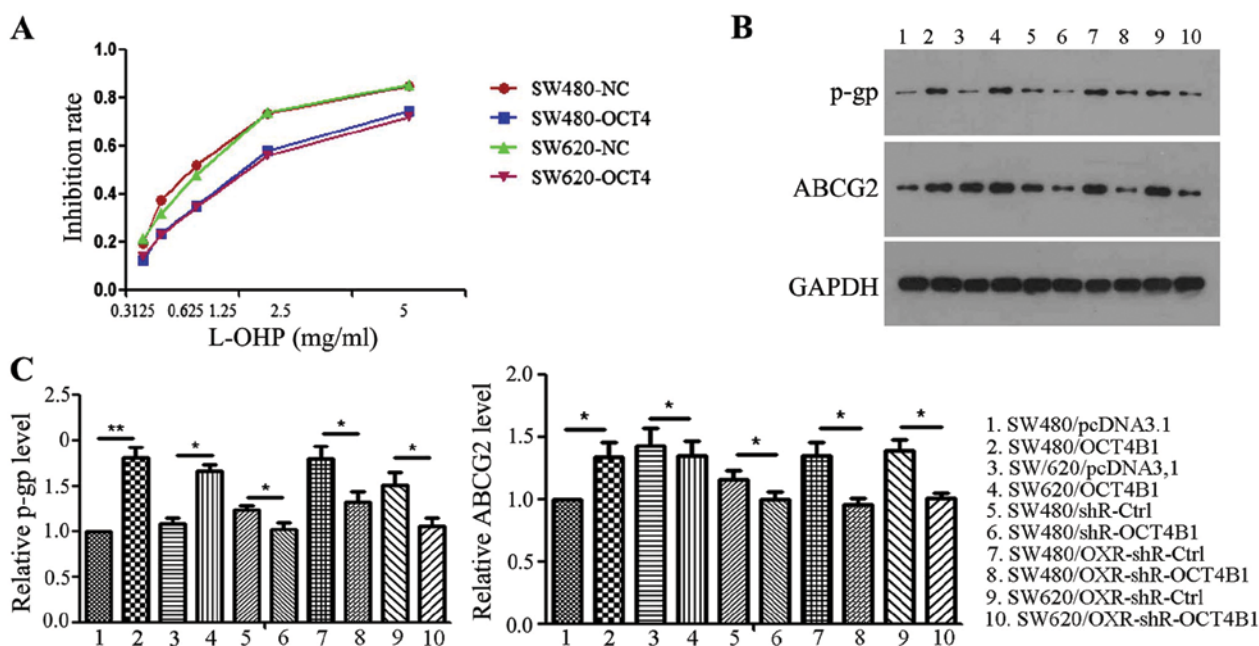 A
1.0
0.8
0.6
0.4
0.2
0.0
Inhibition rate
0.3125 0.625 1.25 2.5 5
L-OHP (mg/ml)
SW480-NC
SW480-OCT4
SW620-NC
SW620-OCT4
B
1 2 3 4 5 6 7 8 9 10
p-gp
ABCG2
GAPDH
C
Relative p-gp level
2.5
0
1.5
1.0
0.5
0.0
** * * * *
1 2 3 4 5 6 7 8 9 10
Relative ABCG2 level
2.0
1.5
1.0
0.5
0.0
* * * * *
1 2 3 4 5 6 7 8 9 10
1. SW480/pcDNA3.1
2. SW480/OCT4B1
3. SW/620/pcDNA3,1
4. SW620/OCT4B1
5. SW480/shR-Ctrl
6. SW480/shR-OCT4B1
7. SW480/OXR-shR-Ctrl
8. SW480/OXR-shR-OCT4B1
9. SW620/OXR-shR-Ctrl
10. SW620/OXR-shR-OCT4B1